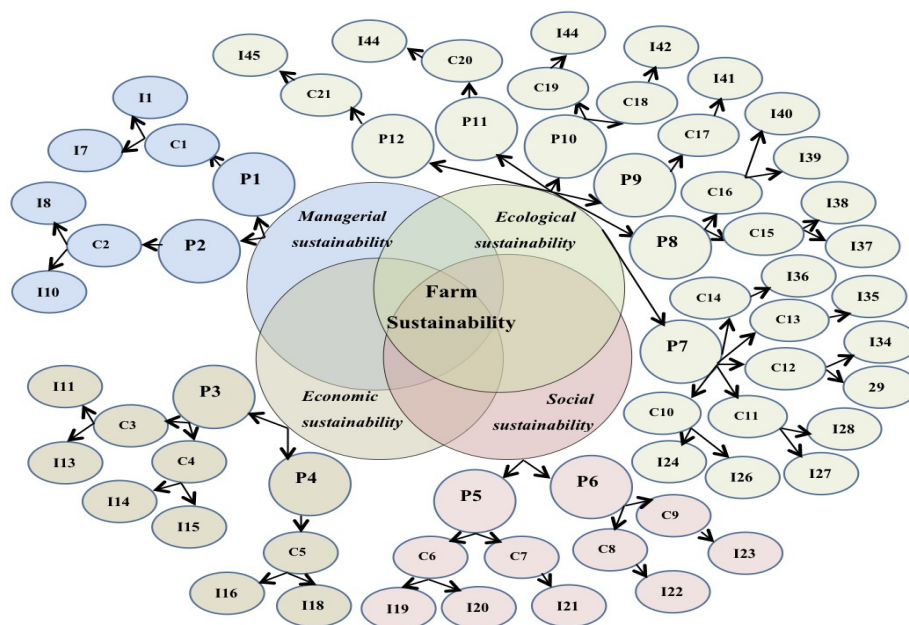 I45
I44
I44
I42
C20
C21
C19
C18
I41
I1
I40
P12
P11
P10
C17
I7
C1
I39
P1
P9
C16
I8
Managerial
sustainability
Ecological
sustainability
I38
C2
P2
P8
C15
I37
I10
I36
C14
I35
Farm
Sustainability
C13
P7
I34
C12
29
I11
P3
Economic
sustainability
Social
sustainability
C3
C10
C11
I28
I13
C4
I24
I26
I27
P4
P5
P6
I14
I15
C9
C5
C6
C7
C8
I23
I16
I18
I19
I20
I21
I22